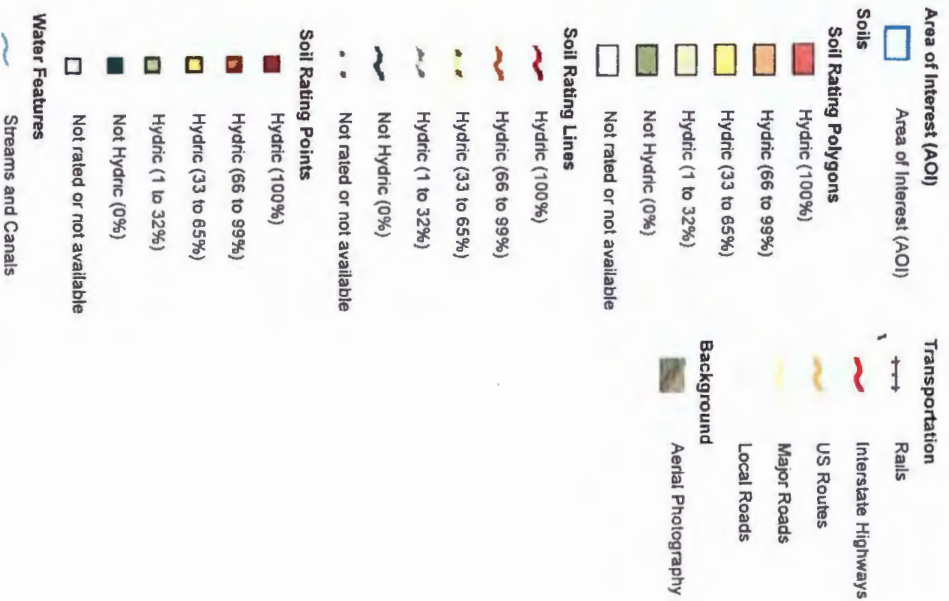 Area of Interest (AOI)
Area of Interest (AOI)
Soils
Soil Rating Polygons
Hydric (100%)
Hydric (66 to 99%)
Hydric (33 to 65%)
Hydric (1 to 32%)
Not Hydric (0%)
Not rated or not available
Soil Rating Lines
Hydric (100%)
Hydric (66 to 99%)
Hydric (33 to 65%)
Hydric (1 to 32%)
Not Hydric (0%)
Not rated or not available
Soil Rating Points
Hydric (100%)
Hydric (66 to 99%)
Hydric (33 to 65%)
Hydric (1 to 32%)
Not Hydric (0%)
Not rated or not available
Water Features
Streams and Canals
Transportation
Rails
Interstate Highways
US Routes
Major Roads
Local Roads
Background
Aerial Photography